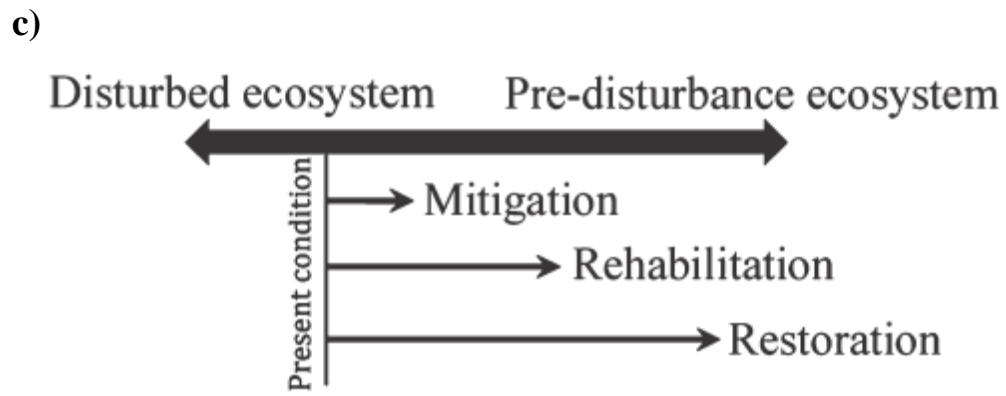 c)
Disturbed ecosystem
Pre-disturbance ecosystem
Present condition
Mitigation
Rehabilitation
Restoration